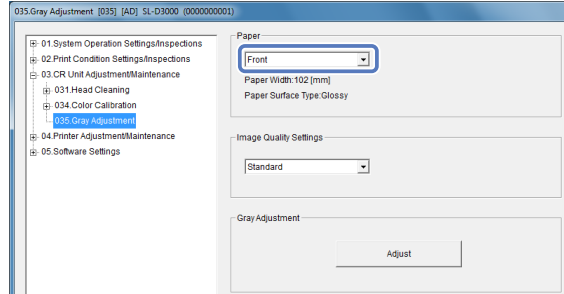 035.Gray Adjustment [035] [AD] SL-D3000 (0000000001)
01.System Operation Settings/Inspections
02.Print Condition Settings/Inspections
03.CR Unit Adjustment/Maintenance
031.Head Cleaning
034.Color Calibration
035.Gray Adjustment
04.Printer Adjustment/Maintenance
05.Software Settings
Paper
Front
Paper Width:102 [mm]
Paper Surface Type:Glossy
Image Quality Settings
Standard
Gray Adjustment
Adjust